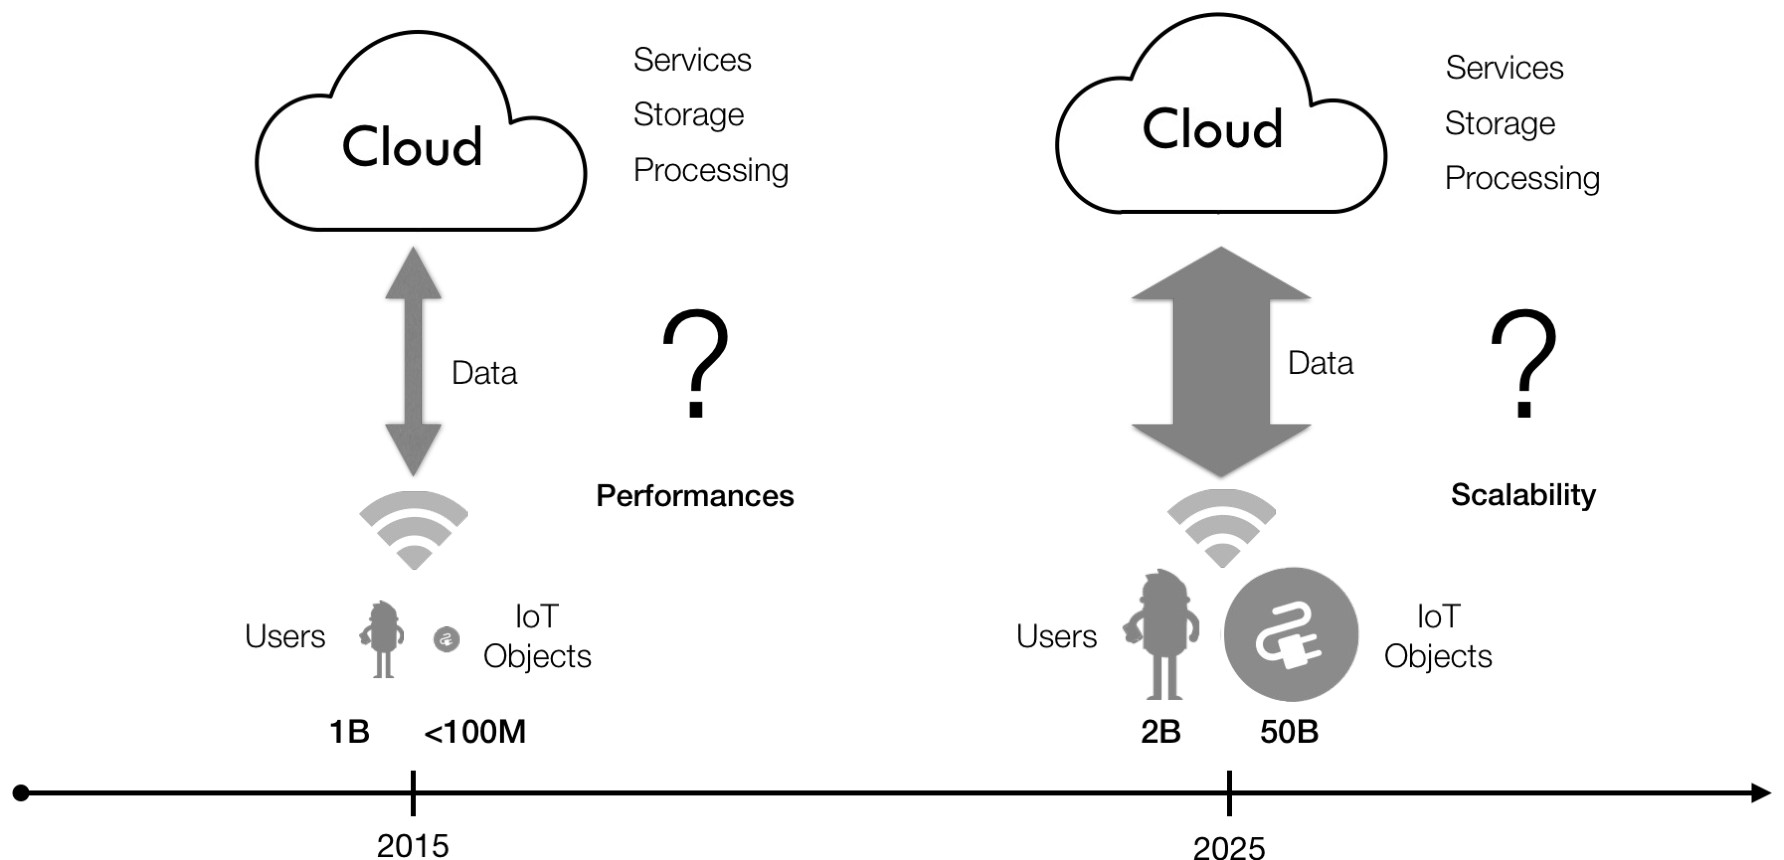 Cloud
Services
Storage
Processing
Data
?
Performances
Users
IoT
Objects
1B
<100M
2015
Cloud
Services
Storage
Processing
Data
?
Scalability
Users
IoT
Objects
2B
50B
2025